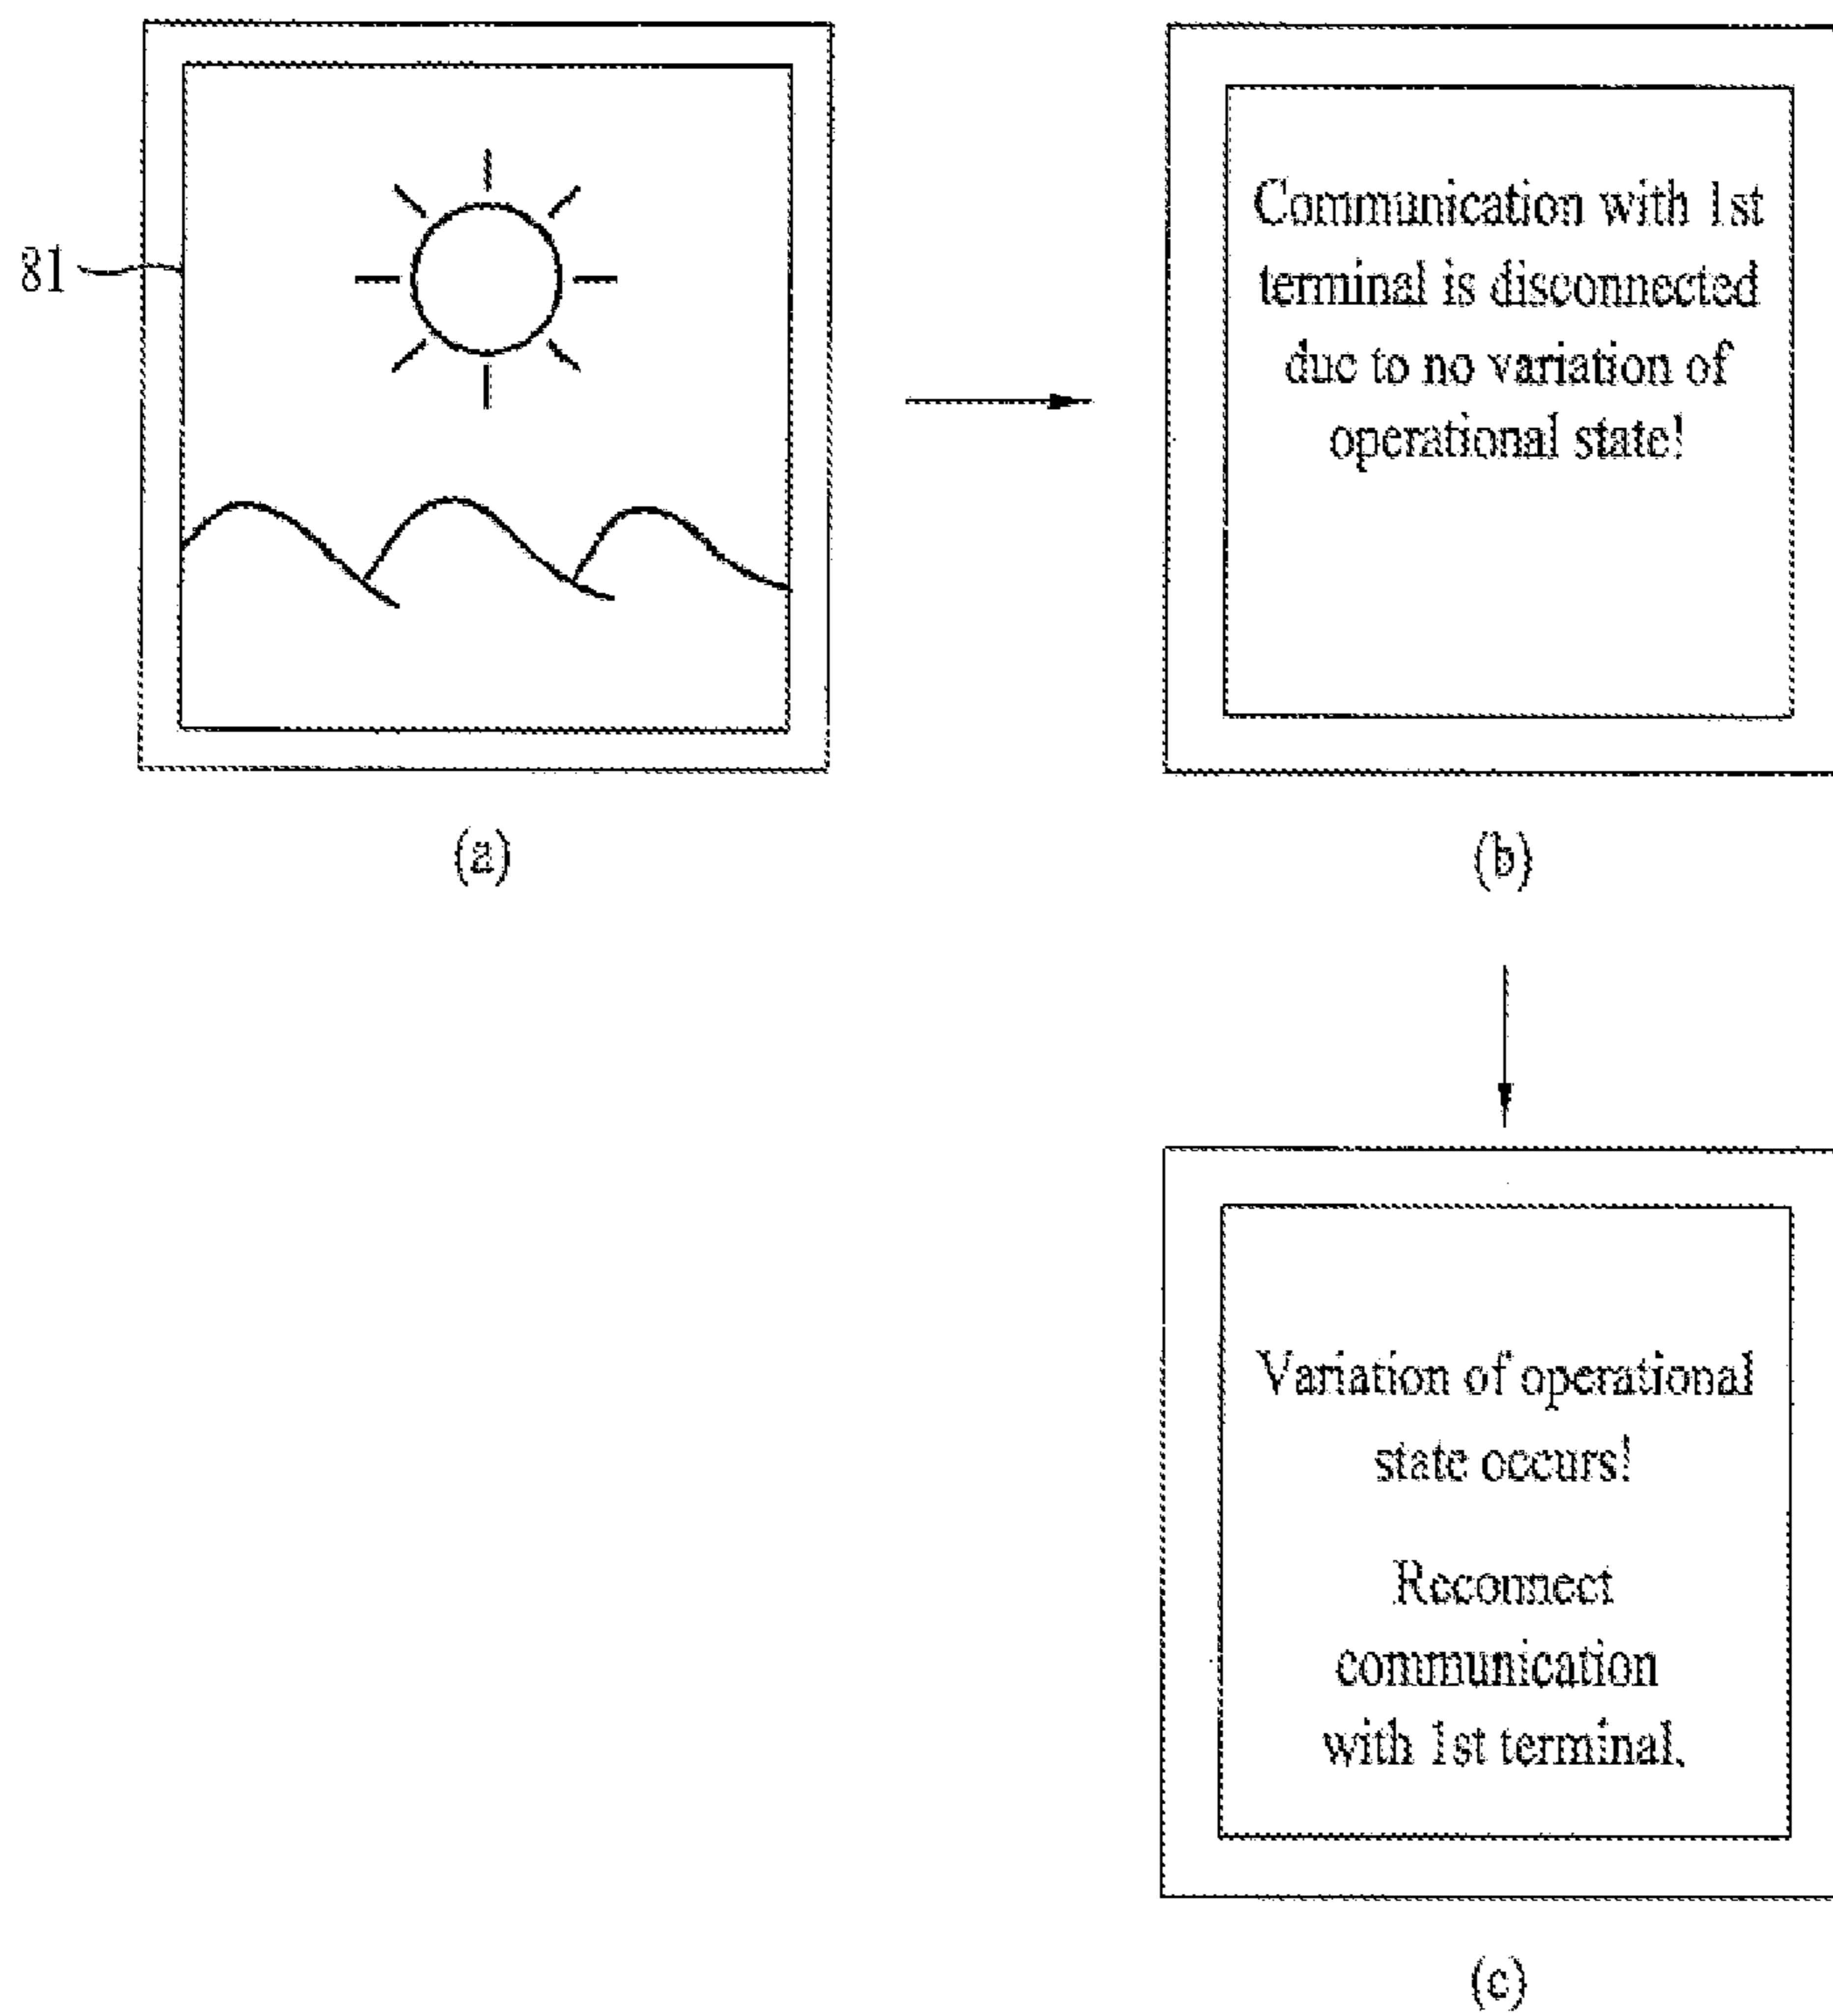 81
(a)
Communication with 1st
terminal is disconnected
due to no variation of
operational state!
(b)
Variation of operational
state occurs!
Reconnect
communication
with 1st terminal.
(c)